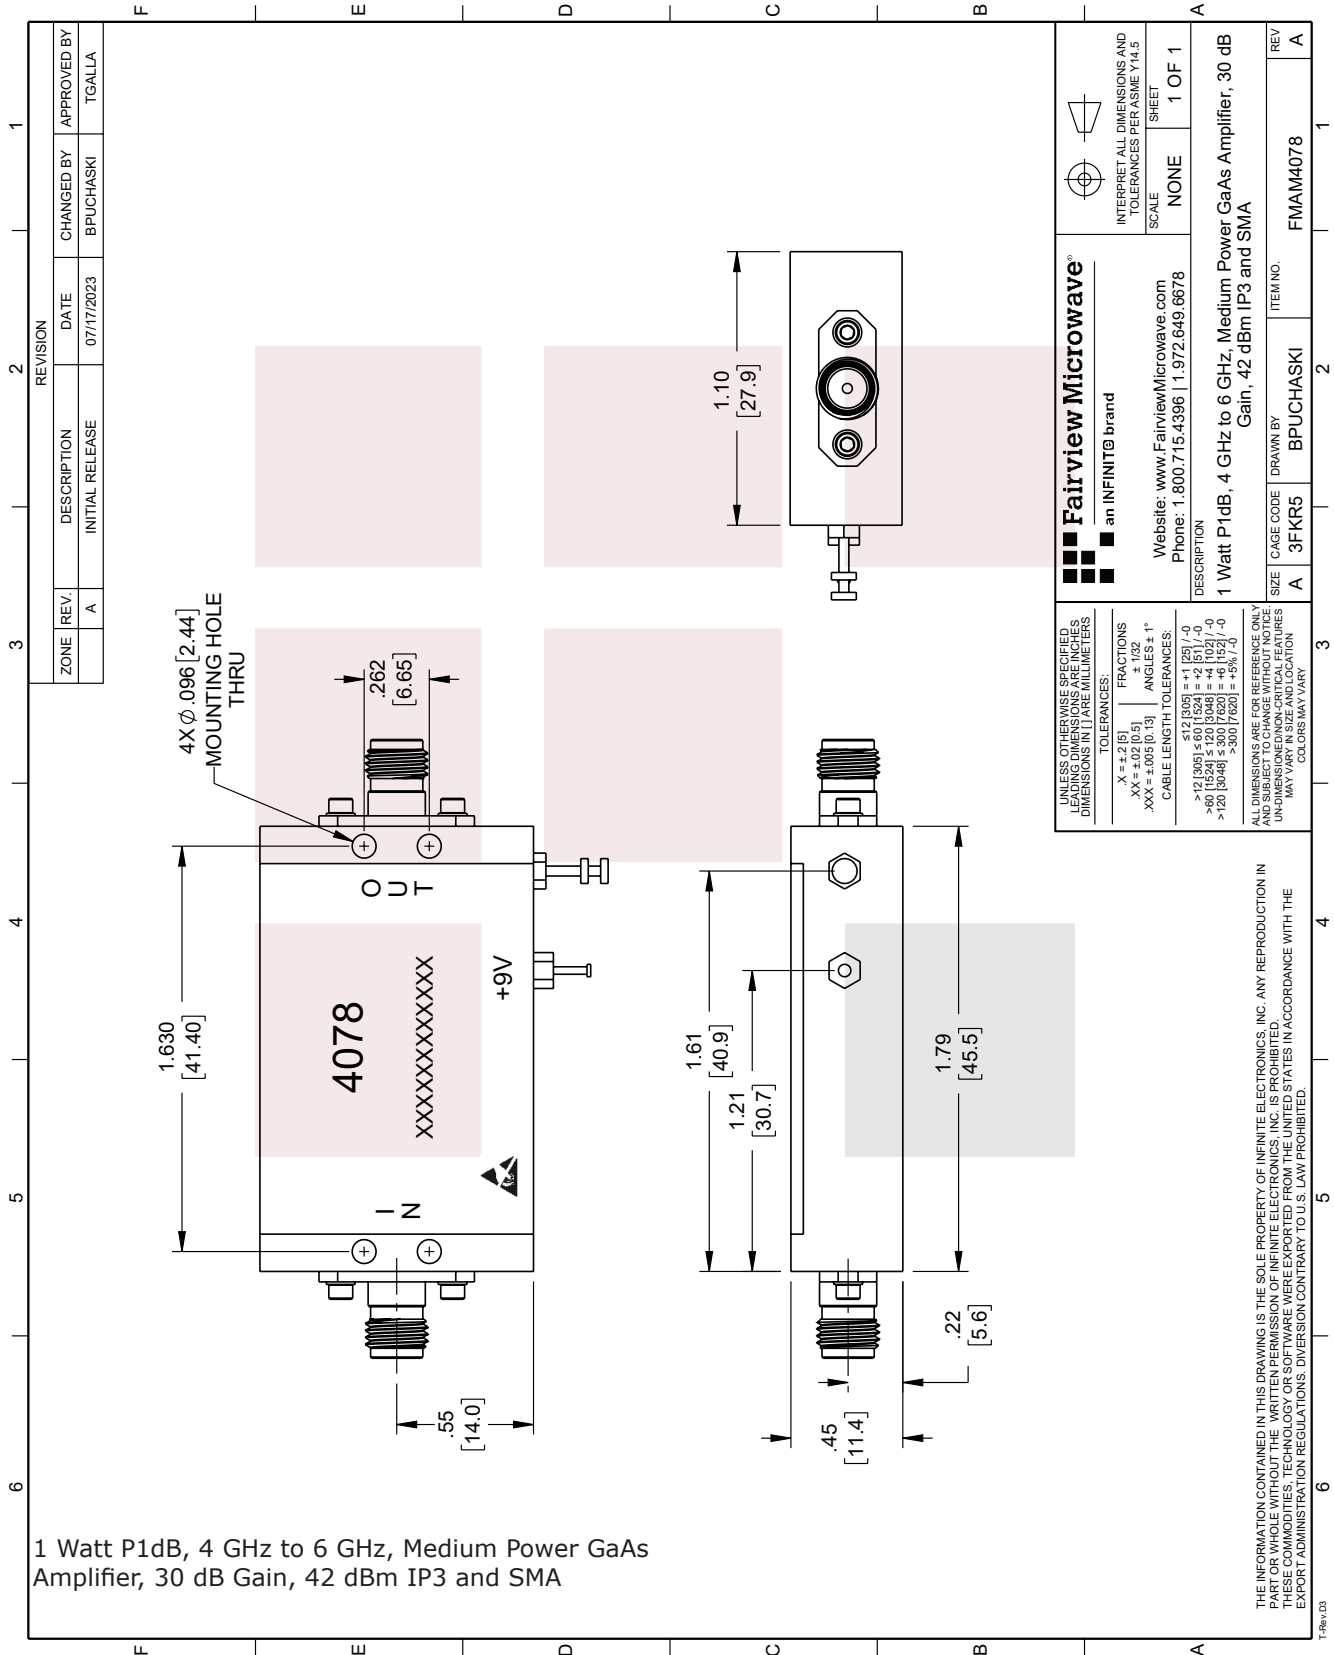 REVISION
ZONE REV. DESCRIPTION DATE CHANGED BY APPROVED BY
A INITIAL RELEASE 07/17/2023 BPUCHASKI TGALLA
6 5 4 3 2 1
F
E
D
C
B
A
F
E
D
C
B
A
4X Ø .096 [2.44]
MOUNTING HOLE
THRU
1.630
[41.40]
.262
[6.65]
IN
OUT
4078
XXXXXXXXXXX
+9V
.55
[14.0]
1.10
[27.9]
1.61
[40.9]
1.21
[30.7]
1.79
[45.5]
.45
[11.4]
.22
[5.6]
UNLESS OTHERWISE SPECIFIED
LEADING DIMENSIONS ARE INCHES
DIMENSIONS IN [ ] ARE MILLIMETERS
TOLERANCES:
.X = ±.2 [5] FRACTIONS
.XX = ±.02 [0.5] ± 1/32
.XXX = ±.005 [0.13] ANGLES ± 1°
CABLE LENGTH TOLERANCES:
≤12 [305] = +1 [25] / -0
>12 [305] ≤ 60 [1524] = +2 [51] / -0
>60 [1524] ≤ 120 [3048] = +4 [102] / -0
>120 [3048] ≤ 300 [7620] = +6 [152] / -0
>300 [7620] = +5% / -0
ALL DIMENSIONS ARE FOR REFERENCE ONLY
AND SUBJECT TO CHANGE WITHOUT NOTICE.
UN-DIMENSIONED/NON-CRITICAL FEATURES
MAY VARY IN SIZE AND LOCATION
COLORS MAY VARY
Fairview Microwave®
an INFINIT@ brand
Website: www.FairviewMicrowave.com
Phone: 1.800.715.4396 | 1.972.649.6678
INTERPRET ALL DIMENSIONS AND
TOLERANCES PER ASME Y14.5
SCALE NONE SHEET 1 OF 1
DESCRIPTION
1 Watt P1dB, 4 GHz to 6 GHz, Medium Power GaAs Amplifier, 30 dB
Gain, 42 dBm IP3 and SMA
SIZE CAGE CODE DRAWN BY ITEM NO. REV
A 3FKR5 BPUCHASKI FMAM4078 A
THE INFORMATION CONTAINED IN THIS DRAWING IS THE SOLE PROPERTY OF INFINITE ELECTRONICS, INC. ANY REPRODUCTION IN
PART OR WHOLE WITHOUT THE WRITTEN PERMISSION OF INFINITE ELECTRONICS, INC. IS PROHIBITED.
THESE COMMODITIES, TECHNOLOGY OR SOFTWARE WERE EXPORTED FROM THE UNITED STATES IN ACCORDANCE WITH THE
EXPORT ADMINISTRATION REGULATIONS. DIVERSION CONTRARY TO U.S. LAW PROHIBITED.
6 5 4 3 2 1
T-Rev.D3
1 Watt P1dB, 4 GHz to 6 GHz, Medium Power GaAs
Amplifier, 30 dB Gain, 42 dBm IP3 and SMA